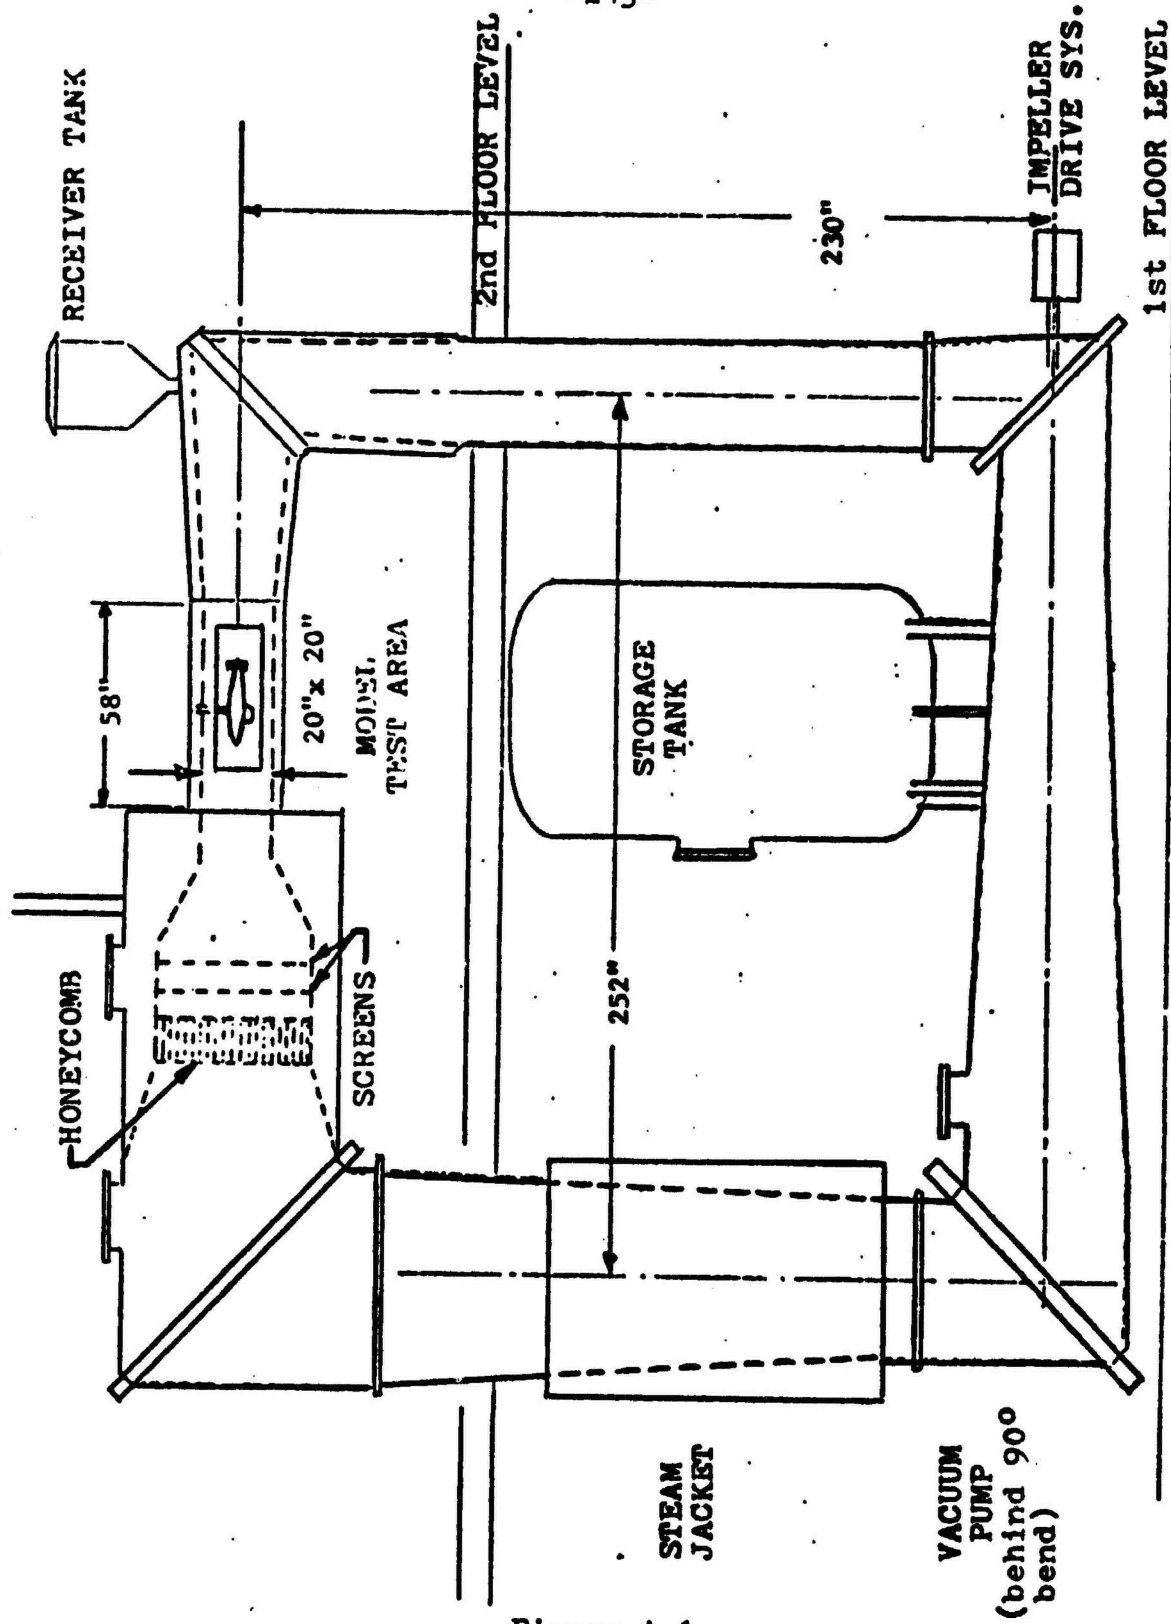 RECEIVER TANK
2nd FLOOR LEVEL
IMPELLER
DRIVE SYS.
1st FLOOR LEVEL
230"
58"
20"x 20"
MODEL
TEST AREA
HONEYCOMB
SCREENS
STORAGE
TANK
252"
STEAM
JACKET
VACUUM
PUMP
(behind 90°
bend)